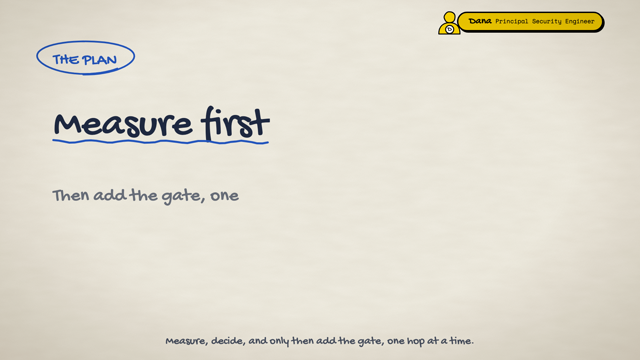 Dana Principal Security Engineer
THE PLAN
Measure first
Then add the gate, one
Measure, decide, and only then add the gate, one hop at a time.